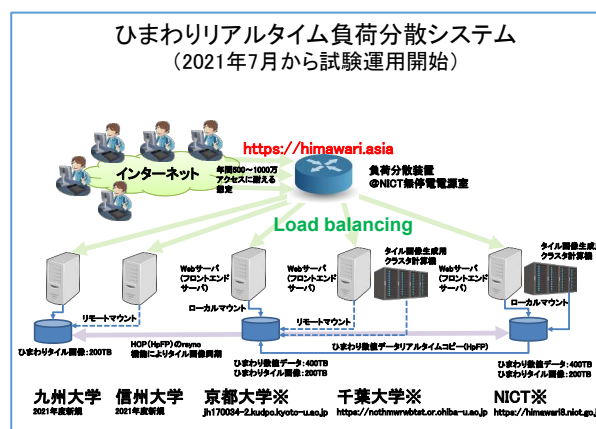 ひまわりリアルタイム負荷分散システム
（2021年7月から試験運用開始）
https://himawari.asia
インターネット
年間500～1000万
アクセスに耐える
想定
負荷分散装置
@NICT無停電電源室
Load balancing
Webサーバ
(フロントエンド
サーバ)
タイル画像生成用
クラスタ計算機
Webサーバ
(フロントエンド
サーバ)
タイル画像生成用
クラスタ計算機
Webサーバ
(フロントエンド
サーバ)
リモートマウント
ローカルマウント
リモートマウント
ローカルマウント
ひまわりタイル画像：200TB
HCP(HpFP)のrsync
機能によりタイル画像同期
ひまわり数値データリアルタイムコピー(HpFP)
ひまわり数値データ：400TB
ひまわりタイル画像：200TB
ひまわり数値データ：400TB
ひまわりタイル画像：200TB
九州大学
2021年度新規
信州大学
2021年度新規
京都大学※
jh170034-2.kudpc.kyoto-u.ac.jp
千葉大学※
https://nothmwrwbtst.cr.chiba-u.ac.jp
NICT※
https://himawari8.nict.go.j